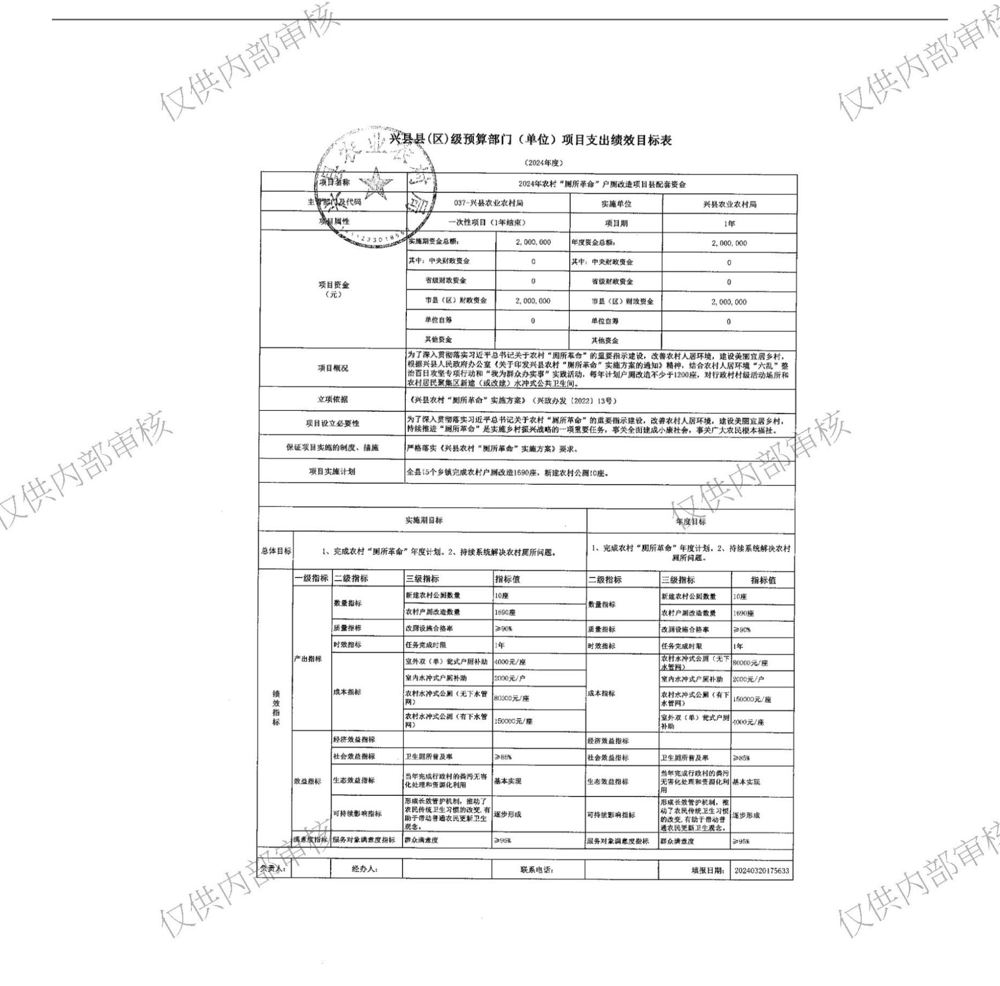 兴县县(区)级预算部门（单位）项目支出绩效目标表
（2024年度）
项目名称 2024年农村“厕所革命”户厕改造项目县配套资金
主管部门及代码 037-兴县农业农村局 实施单位 兴县农业农村局
项目属性 一次性项目（1年结束） 项目期 1年
项目资金
（元）
实施期资金总额： 2,000,000 年度资金总额： 2,000,000
其中：中央财政资金 0 其中：中央财政资金 0
省级财政资金 0 省级财政资金 0
市县（区）财政资金 2,000,000 市县（区）财政资金 2,000,000
单位自筹 0 单位自筹 0
其他资金 其他资金
项目概况
为了深入贯彻落实习近平总书记关于农村“厕所革命”的重要指示建设，改善农村人居环境，建设美丽宜居乡村，
根据兴县人民政府办公室《关于印发兴县农村“厕所革命”实施方案的通知》精神，结合农村人居环境“六乱”整
治百日攻坚专项行动和“我为群众办实事”实践活动，每年计划户厕改造不少于1200座，对行政村村级活动场所和
农村居民聚集区新建（或改建）水冲式公共卫生间。
立项依据 《兴县农村“厕所革命”实施方案》（兴政办发〔2022〕13号）
项目设立必要性
为了深入贯彻落实习近平总书记关于农村“厕所革命”的重要指示建设，改善农村人居环境，建设美丽宜居乡村，
持续推进“厕所革命”是实施乡村振兴战略的一项重要任务，事关全面建成小康社会，事关广大农民根本福祉。
保证项目实施的制度、措施 严格落实《兴县农村“厕所革命”实施方案》要求。
项目实施计划 全县15个乡镇完成农村户厕改造1690座，新建农村公厕10座。
实施期目标 年度目标
总体目标 1、完成农村“厕所革命”年度计划。2、持续系统解决农村厕所问题。 1、完成农村“厕所革命”年度计划。2、持续系统解决农村
厕所问题。
绩效指标
一级指标 二级指标 三级指标 指标值 二级指标 三级指标 指标值
产出指标
数量指标 新建农村公厕数量 10座 数量指标 新建农村公厕数量 10座
农村户厕改造数量 1690座 农村户厕改造数量 1690座
质量指标 改厕设施合格率 ≥90% 质量指标 改厕设施合格率 ≥90%
时效指标 任务完成时限 1年 时效指标 任务完成时限 1年
成本指标 室外双（单）瓮式户厕补助 4000元/座 成本指标 农村水冲式公厕（无下
水管网） 80000元/座
室内水冲式户厕补助 2000元/户 室内水冲式户厕补助 2000元/户
农村水冲式公厕（无下水管
网） 80000元/座 农村水冲式公厕（有下
水管网） 150000元/座
农村水冲式公厕（有下水管
网） 150000元/座 室外双（单）瓮式户厕
补助 4000元/座
效益指标
经济效益指标 经济效益指标
社会效益指标 卫生厕所普及率 ≥85% 社会效益指标 卫生厕所普及率 ≥85%
生态效益指标 当年完成行政村的粪污无害
化处理和资源化利用 基本实现 生态效益指标 当年完成行政村的粪污
无害化处理和资源化利
用 基本实现
可持续影响指标 形成长效管护机制，推动了
农民传统卫生习惯的改变,有
助于带动普通农民更新卫生
观念。 逐步形成 可持续影响指标 形成长效管护机制，推
动了农民传统卫生习惯
的改变,有助于带动普
通农民更新卫生观念。 逐步形成
满意度指标 服务对象满意度指标 群众满意度 ≥95% 服务对象满意度指标 群众满意度 ≥95%
负责人： 经办人： 联系电话： 填报日期： 20240320175633
仅供内部审核
仅供内部审核
仅供内部审核
仅供内部审核
仅供内部审核
仅供内部审核